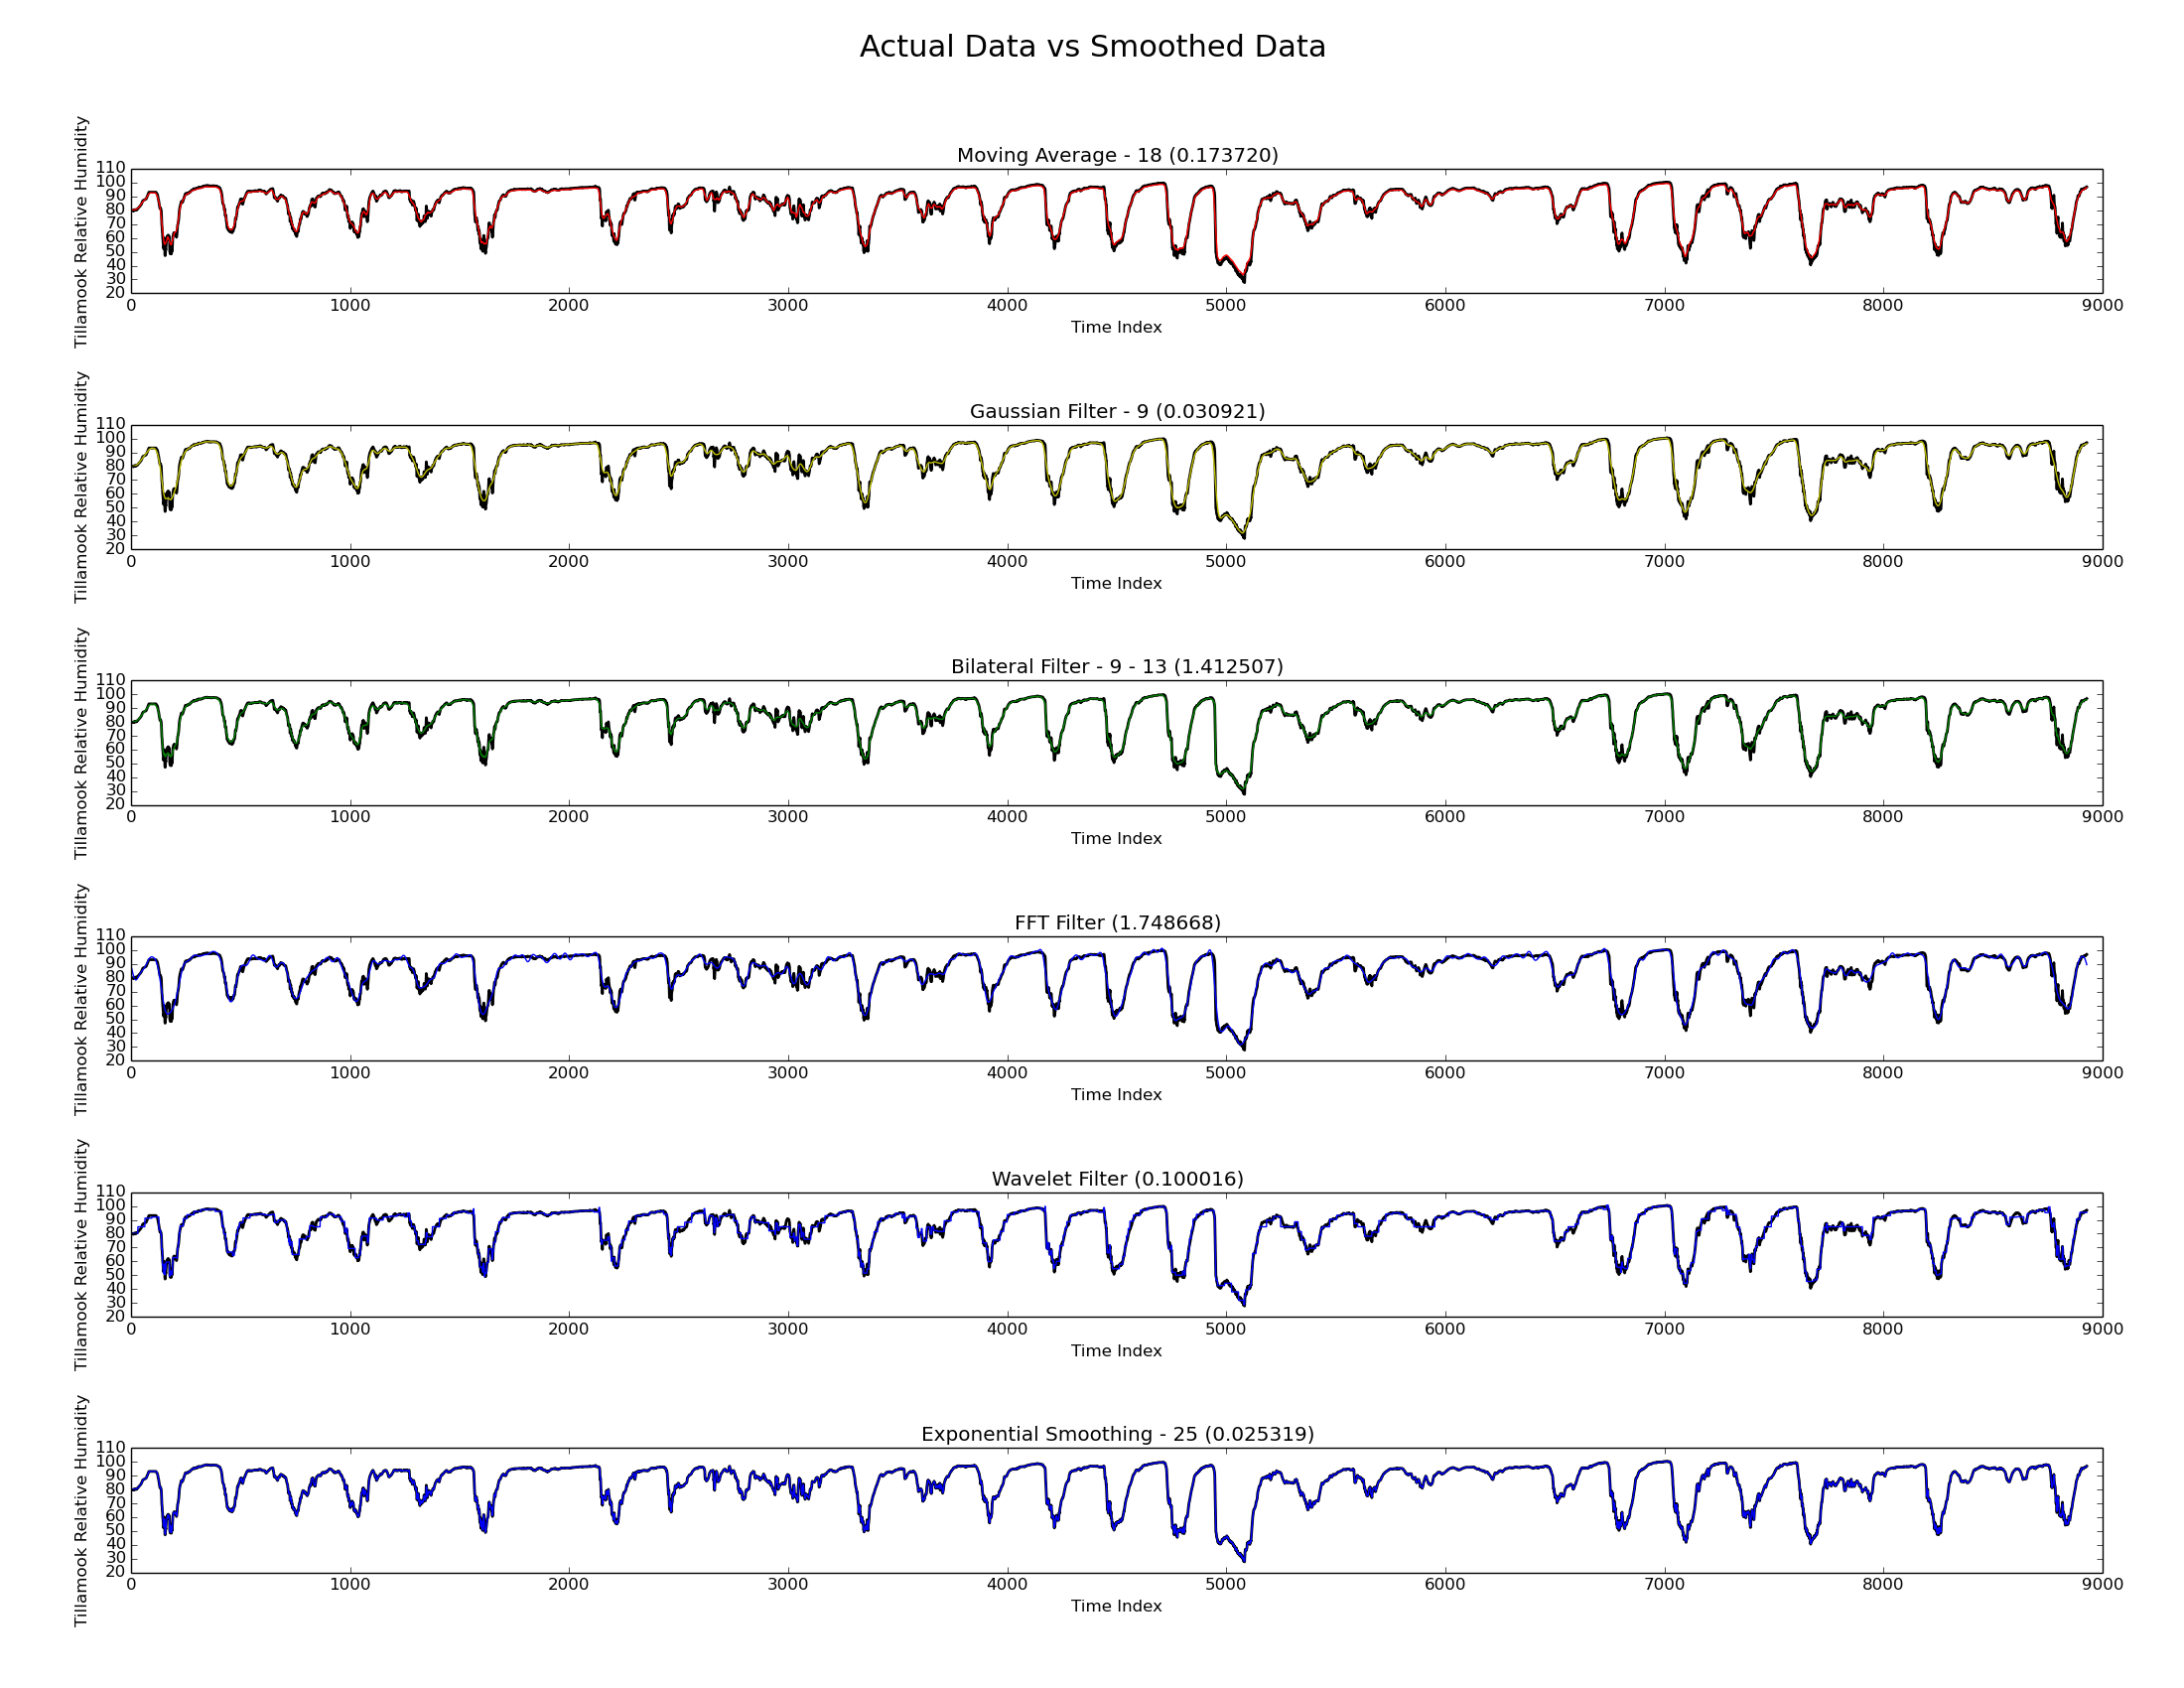 Actual Data vs Smoothed Data
Moving Average - 18 (0.173720)
Tillamook Relative Humidity
110
100
90
80
70
60
50
40
30
20
0 1000 2000 3000 4000 5000 6000 7000 8000 9000
Time Index
Gaussian Filter - 9 (0.030921)
Tillamook Relative Humidity
110
100
90
80
70
60
50
40
30
20
0 1000 2000 3000 4000 5000 6000 7000 8000 9000
Time Index
Bilateral Filter - 9 - 13 (1.412507)
Tillamook Relative Humidity
110
100
90
80
70
60
50
40
30
20
0 1000 2000 3000 4000 5000 6000 7000 8000 9000
Time Index
FFT Filter (1.748668)
Tillamook Relative Humidity
110
100
90
80
70
60
50
40
30
20
0 1000 2000 3000 4000 5000 6000 7000 8000 9000
Time Index
Wavelet Filter (0.100016)
Tillamook Relative Humidity
110
100
90
80
70
60
50
40
30
20
0 1000 2000 3000 4000 5000 6000 7000 8000 9000
Time Index
Exponential Smoothing - 25 (0.025319)
Tillamook Relative Humidity
110
100
90
80
70
60
50
40
30
20
0 1000 2000 3000 4000 5000 6000 7000 8000 9000
Time Index